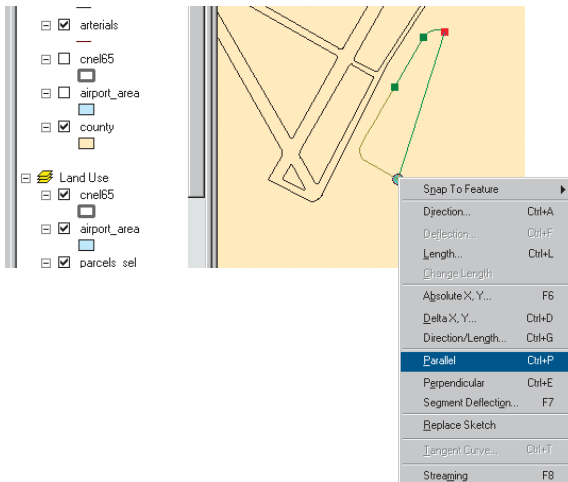 arterials
cnel65
airport_area
county
Land Use
cnel65
airport_area
parcels_sel
Snap To Feature
Direction... Ctrl+A
Deflection... Ctrl+F
Length... Ctrl+L
Change Length
Absolute X, Y... F6
Delta X, Y... Ctrl+D
Direction/Length... Ctrl+G
Parallel Ctrl+P
Perpendicular Ctrl+E
Segment Deflection... F7
Replace Sketch
Tangent Curve... Ctrl+T
Streaming F8